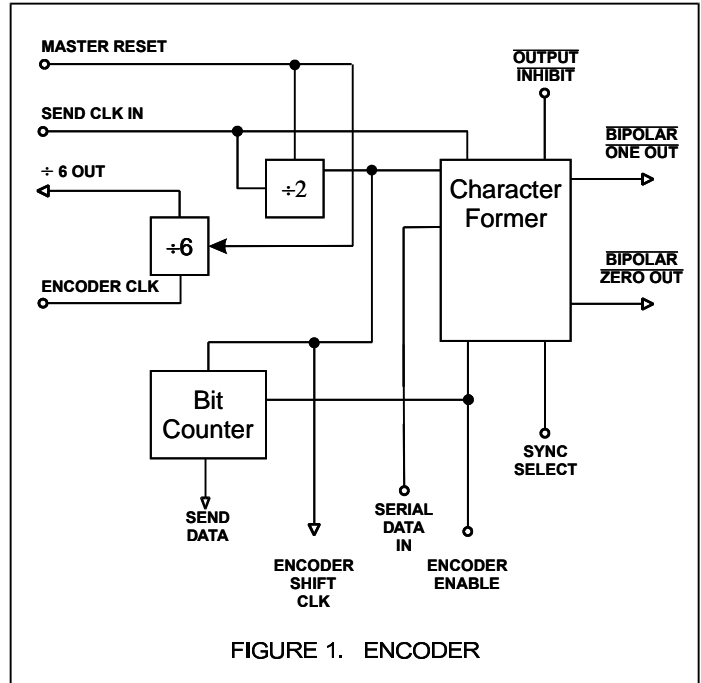 MASTER RESET
OUTPUT
INHIBIT
SEND CLK IN
BIPOLAR
ONE OUT
÷ 6 OUT
÷2
Character
Former
÷6
BIPOLAR
ZERO OUT
ENCODER CLK
Bit
Counter
SYNC
SELECT
SEND
DATA
SERIAL
DATA
IN
ENCODER
SHIFT
CLK
ENCODER
ENABLE
FIGURE 1. ENCODER